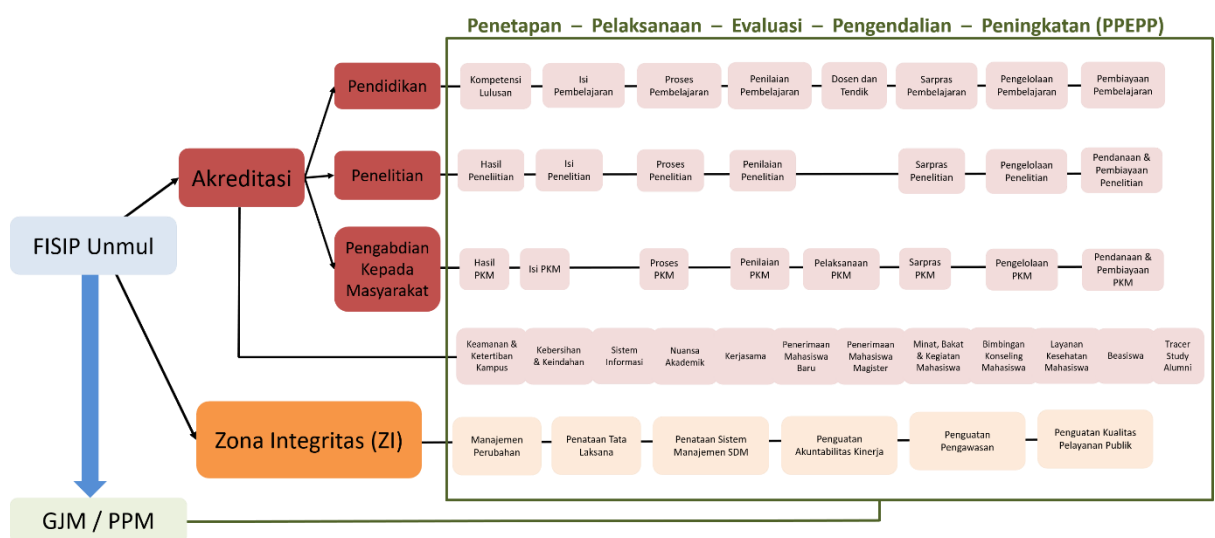 Penetapan – Pelaksanaan – Evaluasi – Pengendalian – Peningkatan (PPEPP)
Pendidikan
Kompetensi
Lulusan
Isi
Pembelajaran
Proses
Pembelajaran
Penilaian
Pembelajaran
Dosen dan
Tendik
Sarpras
Pembelajaran
Pengelolaan
Pembelajaran
Pembiayaan
Pembelajaran
Akreditasi
Penelitian
Hasil
Peneliitian
Isi
Penelitian
Proses
Penelitian
Penilaian
Penelitian
Sarpras
Penelitian
Pengelolaan
Penelitian
Pendanaan &
Pembiayaan
Penelitian
FISIP Unmul
Pengabdian
Kepada
Masyarakat
Hasil
PKM
Isi PKM
Proses
PKM
Penilaian
PKM
Pelaksanaan
PKM
Sarpras
PKM
Pengelolaan
PKM
Pendanaan &
Pembiayaan
PKM
Keamanan &
Ketertiban
Kampus
Kebersihan
& Keindahan
Sistem
Informasi
Nuansa
Akademik
Kerjasama
Penerimaan
Mahasiswa
Baru
Penerimaan
Mahasiswa
Magister
Minat, Bakat
& Kegiatan
Mahasiswa
Bimbingan
Konseling
Mahasiswa
Layanan
Kesehatan
Mahasiswa
Beasiswa
Tracer
Study
Alumni
Zona Integritas (ZI)
Manajemen
Perubahan
Penataan Tata
Laksana
Penataan Sistem
Manajemen SDM
Penguatan
Akuntabilitas Kinerja
Penguatan
Pengawasan
Penguatan Kualitas
Pelayanan Publik
GJM / PPM